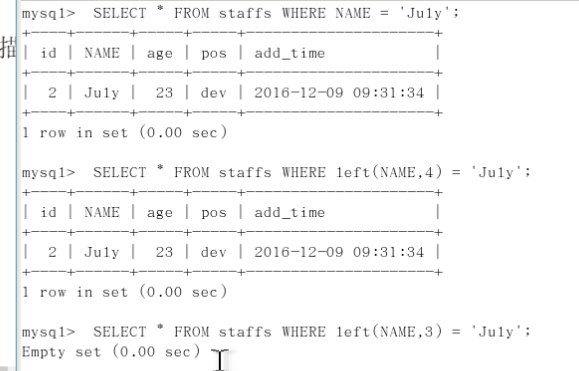 mysql>  SELECT * FROM staffs WHERE NAME = 'July';
+----+------+-----+-----+---------------------+
| id | NAME | age | pos | add_time            |
+----+------+-----+-----+---------------------+
|  2 | July |  23 | dev | 2016-12-09 09:31:34 |
+----+------+-----+-----+---------------------+
1 row in set (0.00 sec)
描
mysql>  SELECT * FROM staffs WHERE left(NAME,4) = 'July';
+----+------+-----+-----+---------------------+
| id | NAME | age | pos | add_time            |
+----+------+-----+-----+---------------------+
|  2 | July |  23 | dev | 2016-12-09 09:31:34 |
+----+------+-----+-----+---------------------+
1 row in set (0.00 sec)
mysql>  SELECT * FROM staffs WHERE left(NAME,3) = 'July';
Empty set (0.00 sec)